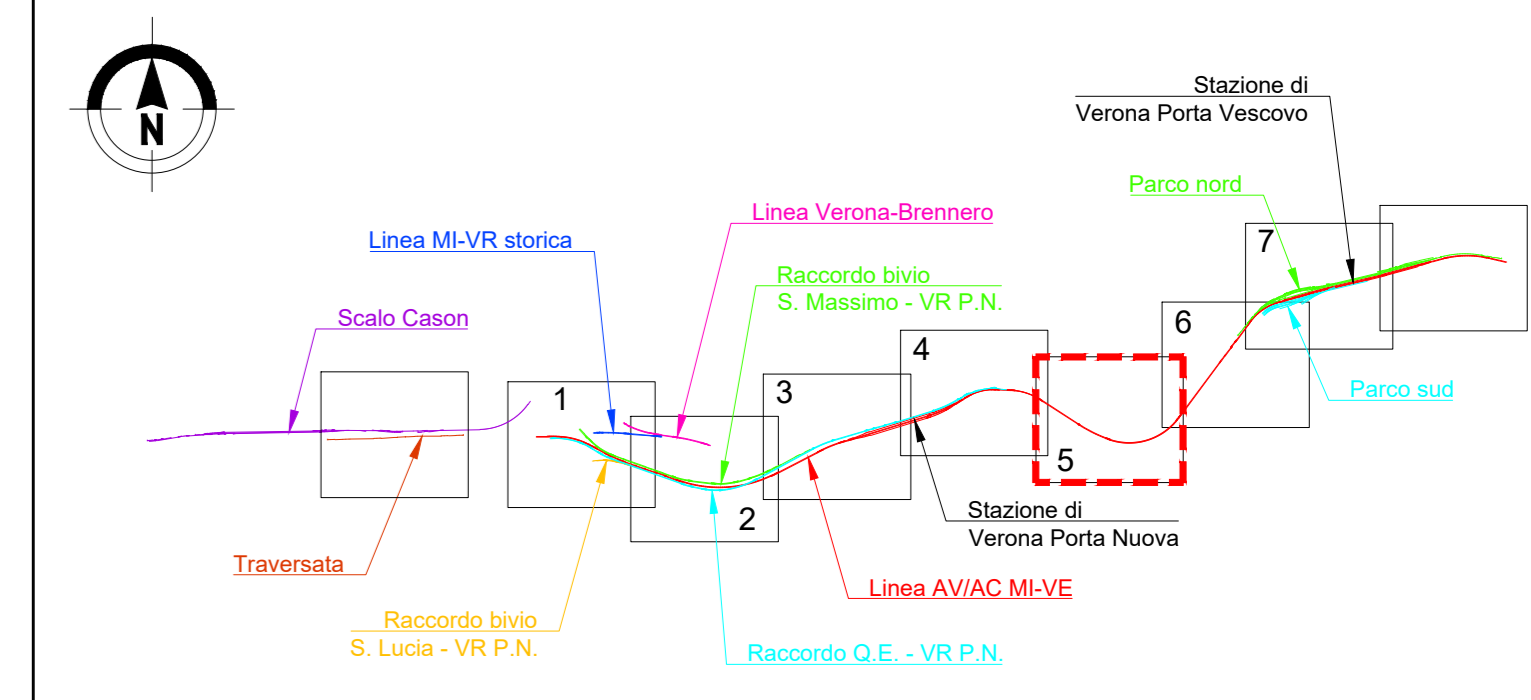 N
Stazione di
Verona Porta Vescovo
Parco nord
Linea Verona-Brennero
Linea MI-VR storica
7
Raccordo bivio
S. Massimo - VR P.N.
Scalo Cason
6
4
3
Parco sud
1
5
Stazione di
Verona Porta Nuova
2
Traversata
Linea AV/AC MI-VE
Raccordo bivio
S. Lucia - VR P.N.
Raccordo Q.E. - VR P.N.